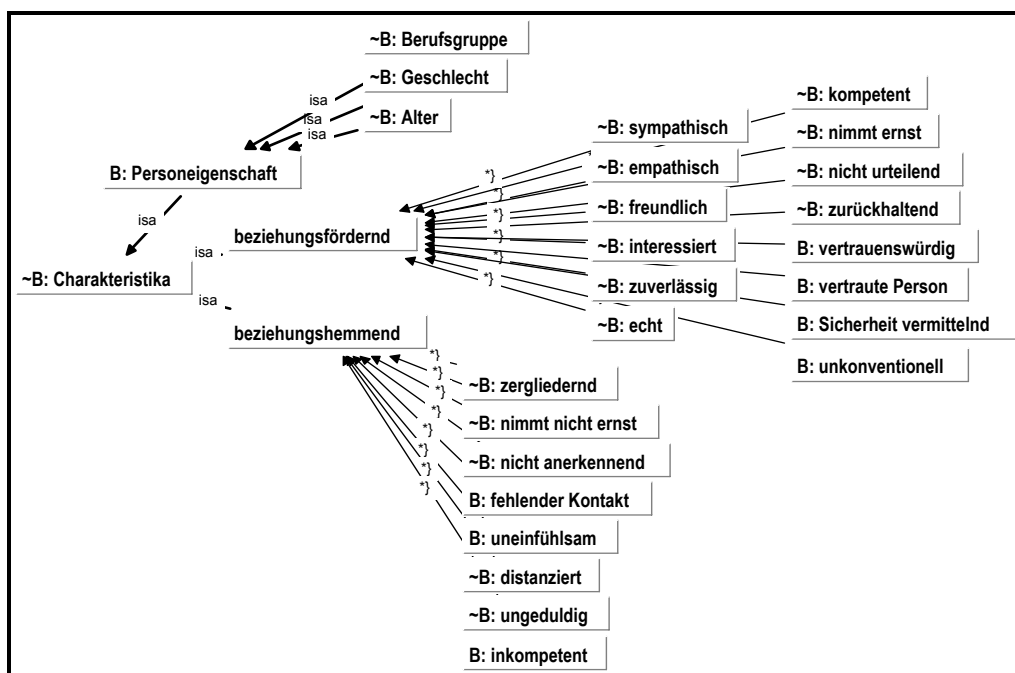 ~B: Berufsgruppe
~B: Geschlecht
~B: Alter
isa
isa
isa
B: Personeigenschaft
isa
~B: Charakteristika
isa
isa
beziehungsfördernd
beziehungshemmend
*}
*}
*}
*}
*}
*}
~B: sympathisch
~B: empathisch
~B: freundlich
~B: interessiert
~B: zuverlässig
~B: echt
~B: kompetent
~B: nimmt ernst
~B: nicht urteilend
~B: zurückhaltend
B: vertrauenswürdig
B: vertraute Person
B: Sicherheit vermittelnd
B: unkonventionell
*}
*}
*}
*}
*}
*}
*}
*}
~B: zergliedernd
~B: nimmt nicht ernst
~B: nicht anerkennend
B: fehlender Kontakt
B: uneinfühlsam
~B: distanziert
~B: ungeduldig
B: inkompetent